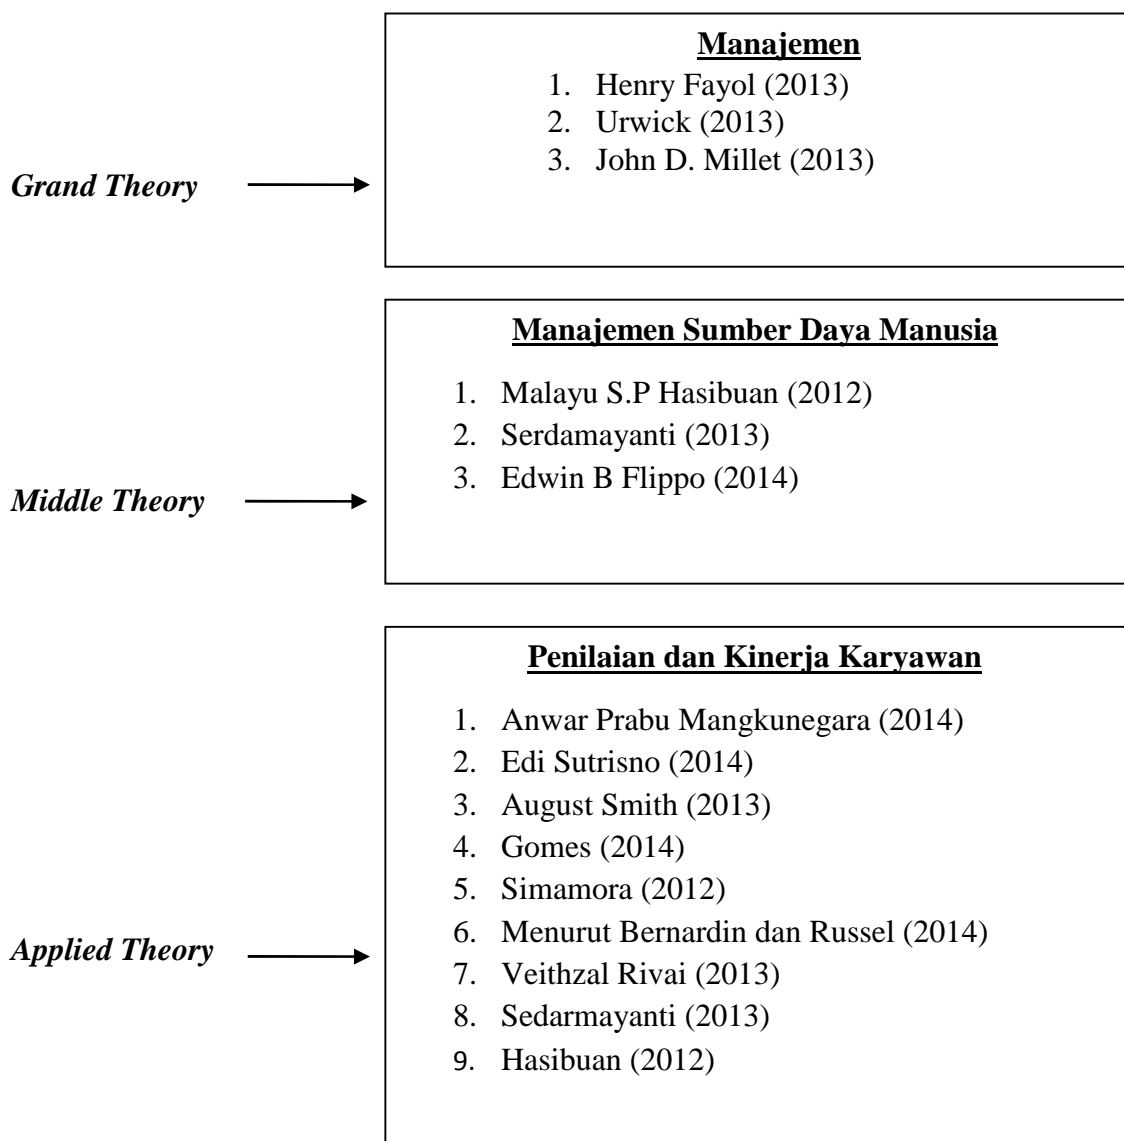 Manajemen
1. Henry Fayol (2013)
2. Urwick (2013)
3. John D. Millet (2013)
Grand Theory
Manajemen Sumber Daya Manusia
1. Malayu S.P Hasibuan (2012)
2. Serdamayanti (2013)
3. Edwin B Flippo (2014)
Middle Theory
Penilaian dan Kinerja Karyawan
1. Anwar Prabu Mangkunegara (2014)
2. Edi Sutrisno (2014)
3. August Smith (2013)
4. Gomes (2014)
5. Simamora (2012)
6. Menurut Bernardin dan Russel (2014)
7. Veithzal Rivai (2013)
8. Sedarmayanti (2013)
9. Hasibuan (2012)
Applied Theory